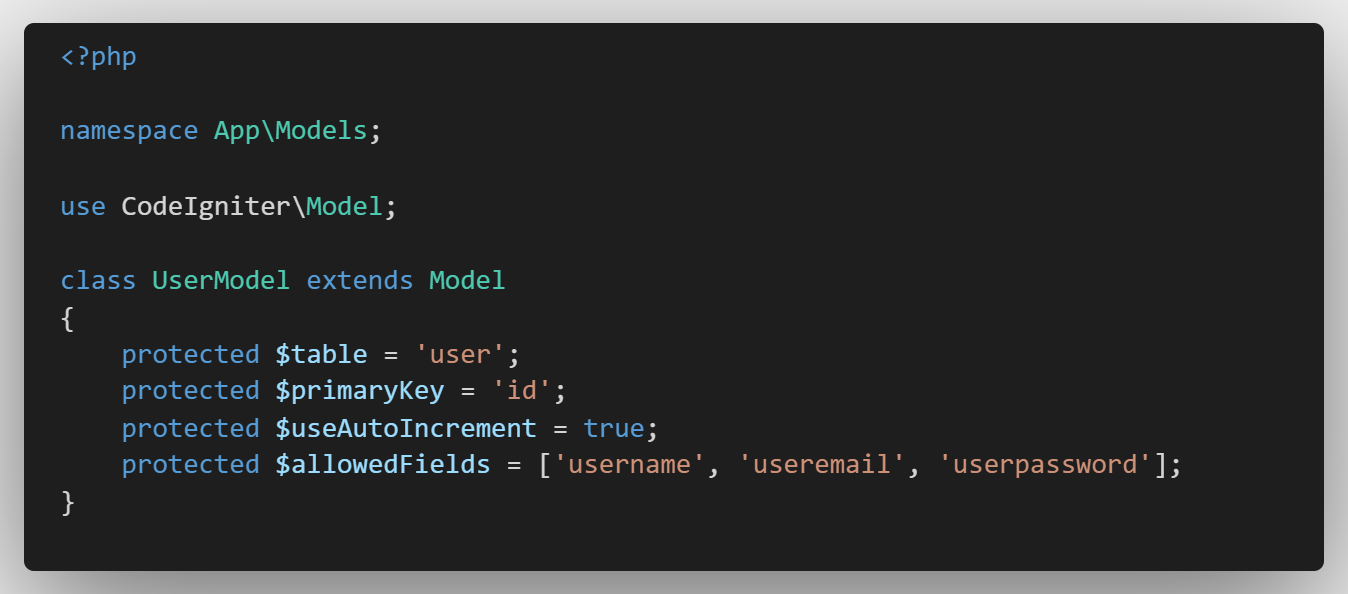 <?php
namespace App\Models;
use CodeIgniter\Model;
class UserModel extends Model
{
    protected $table = 'user';
    protected $primaryKey = 'id';
    protected $useAutoIncrement = true;
    protected $allowedFields = ['username', 'useremail', 'userpassword'];
}